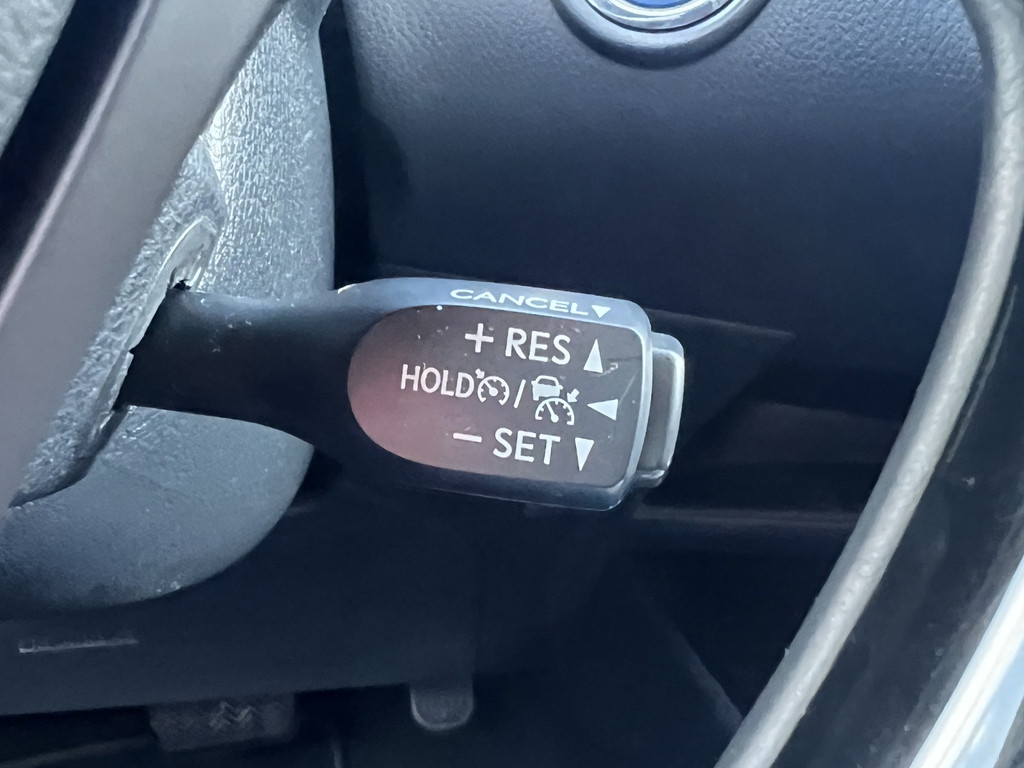 CANCEL▼
+ RES ▲
HOLD / ◀
− SET ▼